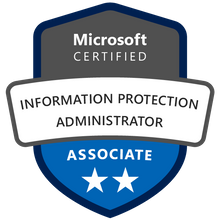 Microsoft
CERTIFIED
INFORMATION PROTECTION
ADMINISTRATOR
ASSOCIATE